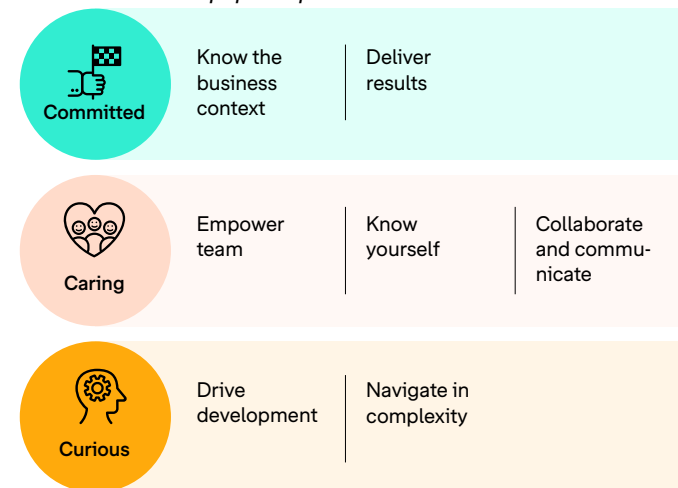 Know the
business
context
Deliver
results
Committed
Empower
team
Know
yourself
Collaborate
and commu-
nicate
Caring
Drive
development
Navigate in
complexity
Curious